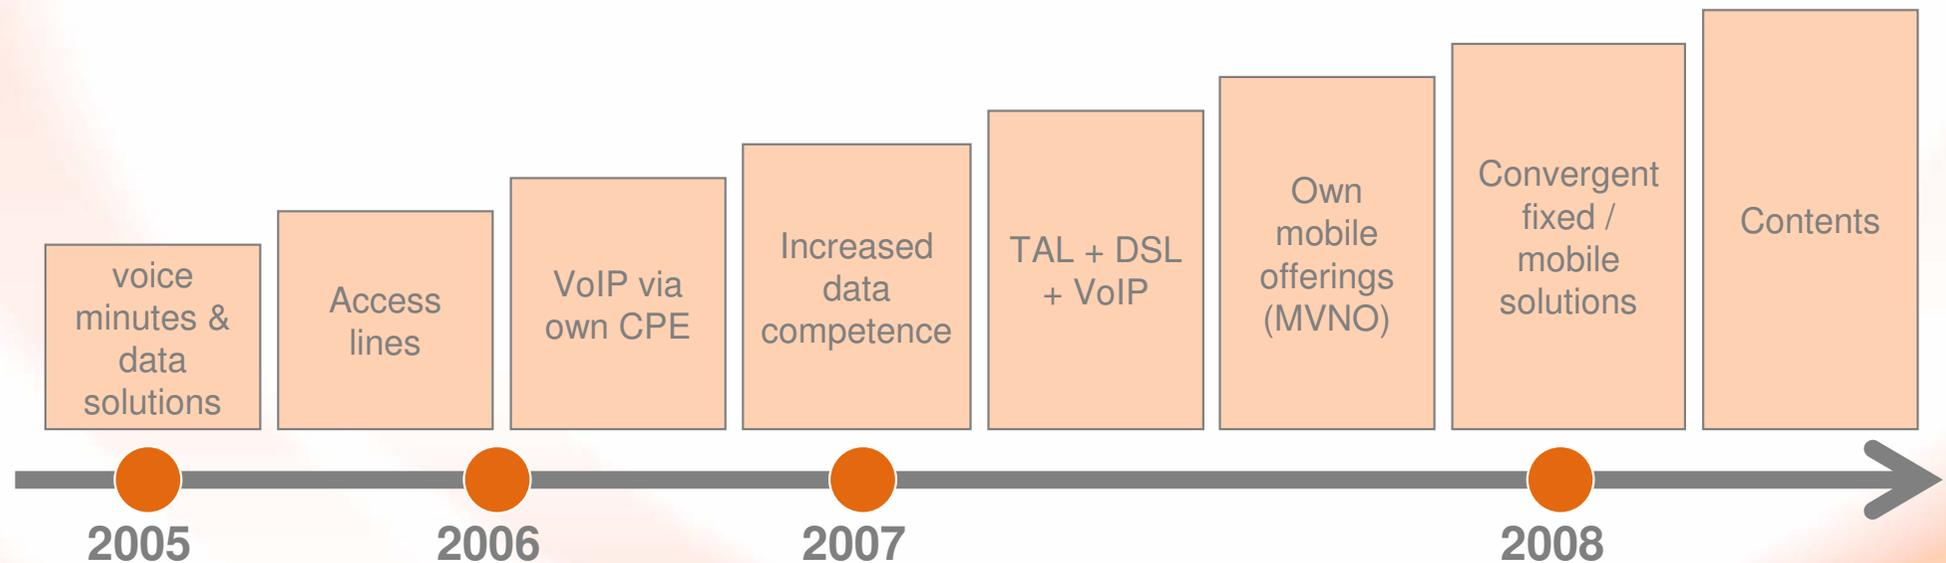 voice
minutes &
data
solutions
Access
lines
VoIP via
own CPE
Increased
data
competence
TAL + DSL
+ VoIP
Own
mobile
offerings
(MVNO)
Convergent
fixed /
mobile
solutions
Contents
2005
2006
2007
2008